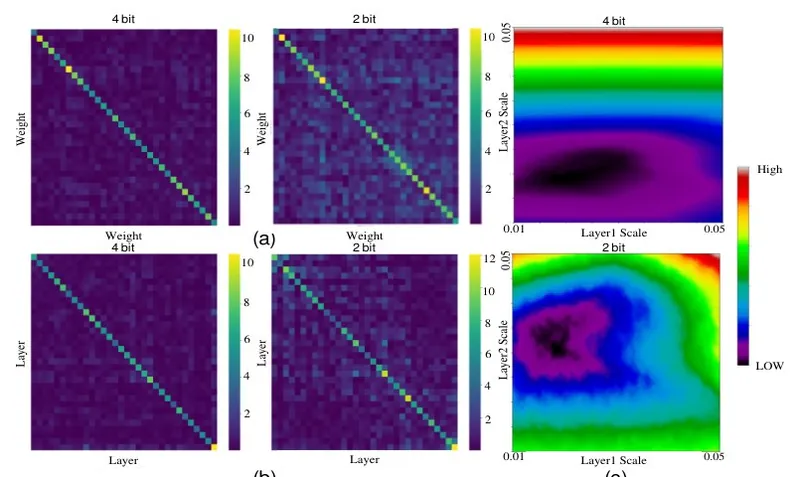 4 bit
2 bit
4 bit
10
8
6
4
2
Weight
Weight
10
8
6
4
2
Weight
Weight
0.05
Layer2 Scale
0.01
Layer1 Scale
0.05
(a)
4 bit
2 bit
2 bit
10
8
6
4
2
Layer
Layer
12
10
8
6
4
2
Layer
Layer
0.05
Layer2 Scale
0.01
Layer1 Scale
0.05
High
LOW
(b)